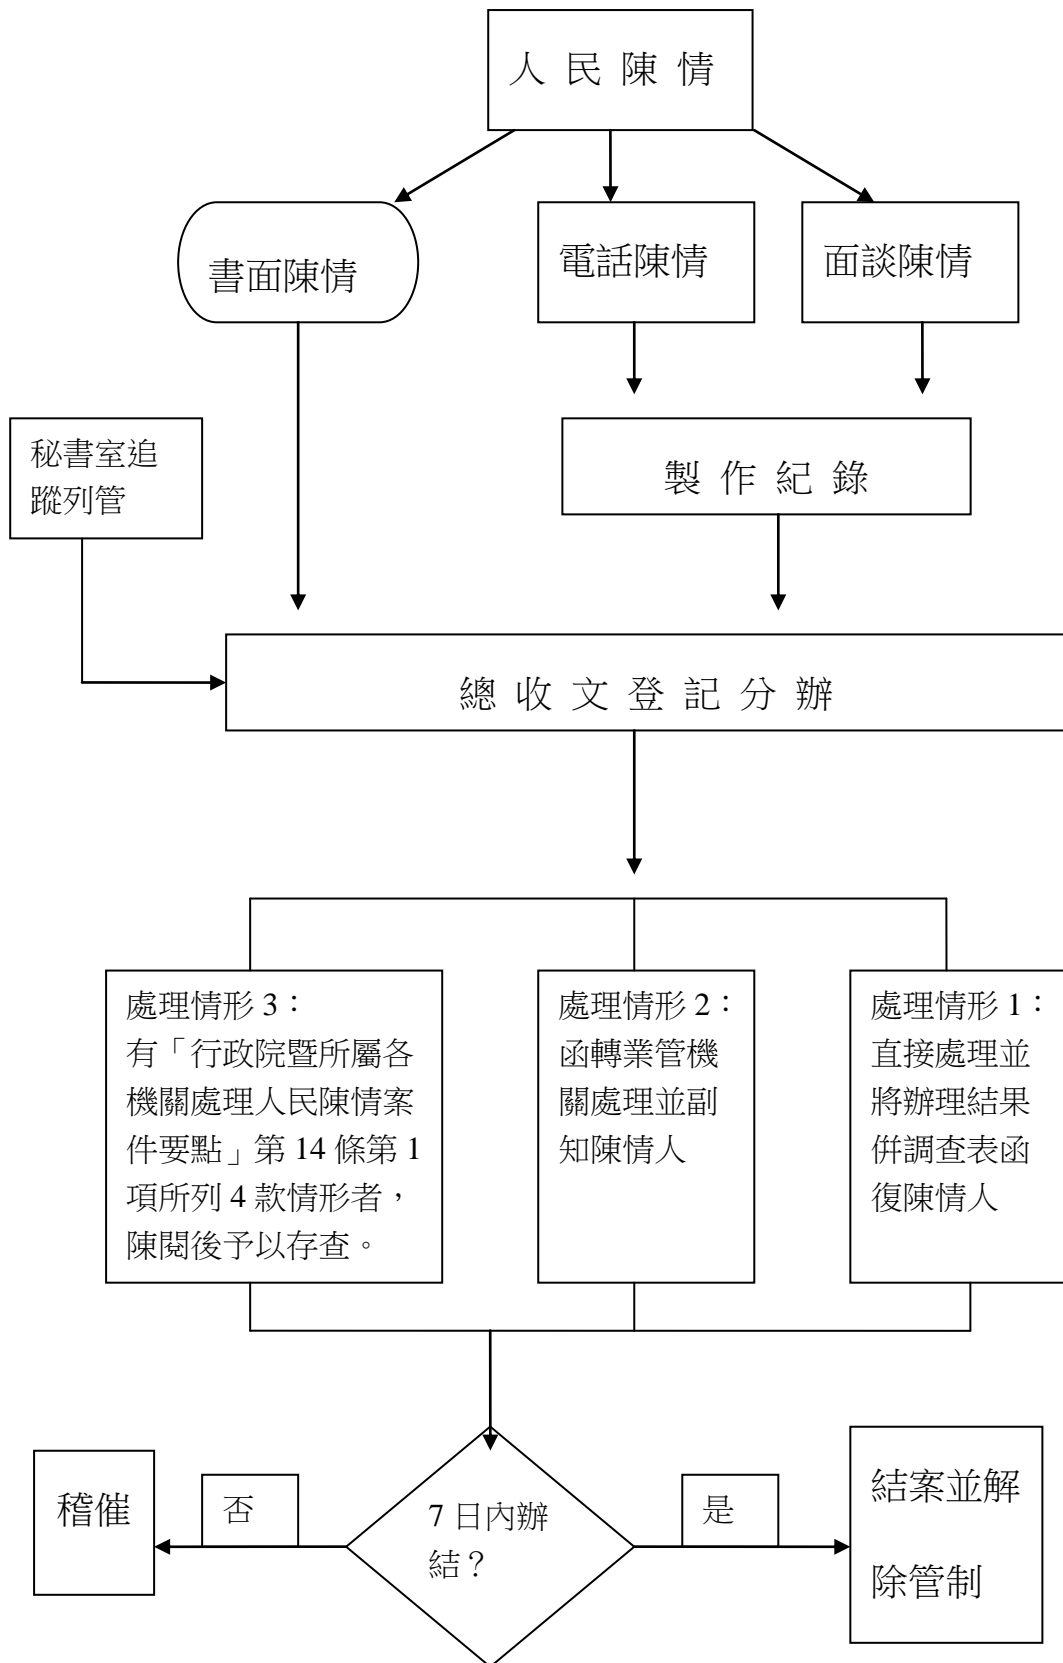 人民陳情
書面陳情
電話陳情
面談陳情
秘書室追
蹤列管
製作紀錄
總收文登記分辦
處理情形 3：
有「行政院暨所屬各
機關處理人民陳情案
件要點」第 14 條第 1
項所列 4 款情形者，
陳閱後予以存查。
處理情形 2：
函轉業管機
關處理並副
知陳情人
處理情形 1：
直接處理並
將辦理結果
併調查表函
復陳情人
稽催
否
7 日內辦
結？
是
結案並解
除管制